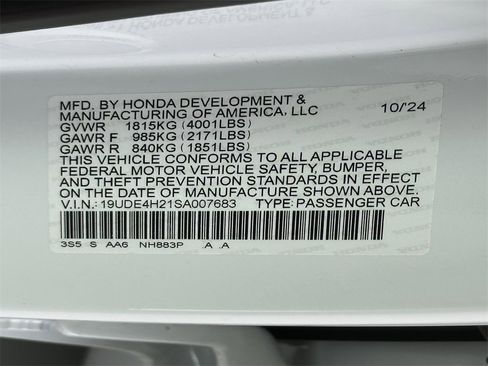 MFD. BY HONDA DEVELOPMENT &
MANUFACTURING OF AMERICA, LLC 10/24
GVWR 1815KG(4001LBS)
GAWR F 985KG(2171LBS)
GAWR R 840KG(1851LBS)
THIS VEHICLE CONFORMS TO ALL APPLICABLE
FEDERAL MOTOR VEHICLE SAFETY, BUMPER,
AND THEFT PREVENTION STANDARDS IN EFFECT
ON THE DATE OF MANUFACTURE SHOWN ABOVE.
V.I.N.:19UDE4H21SA007683 TYPE:PASSENGER CAR
3S5 S AA6 NH883P .A .A